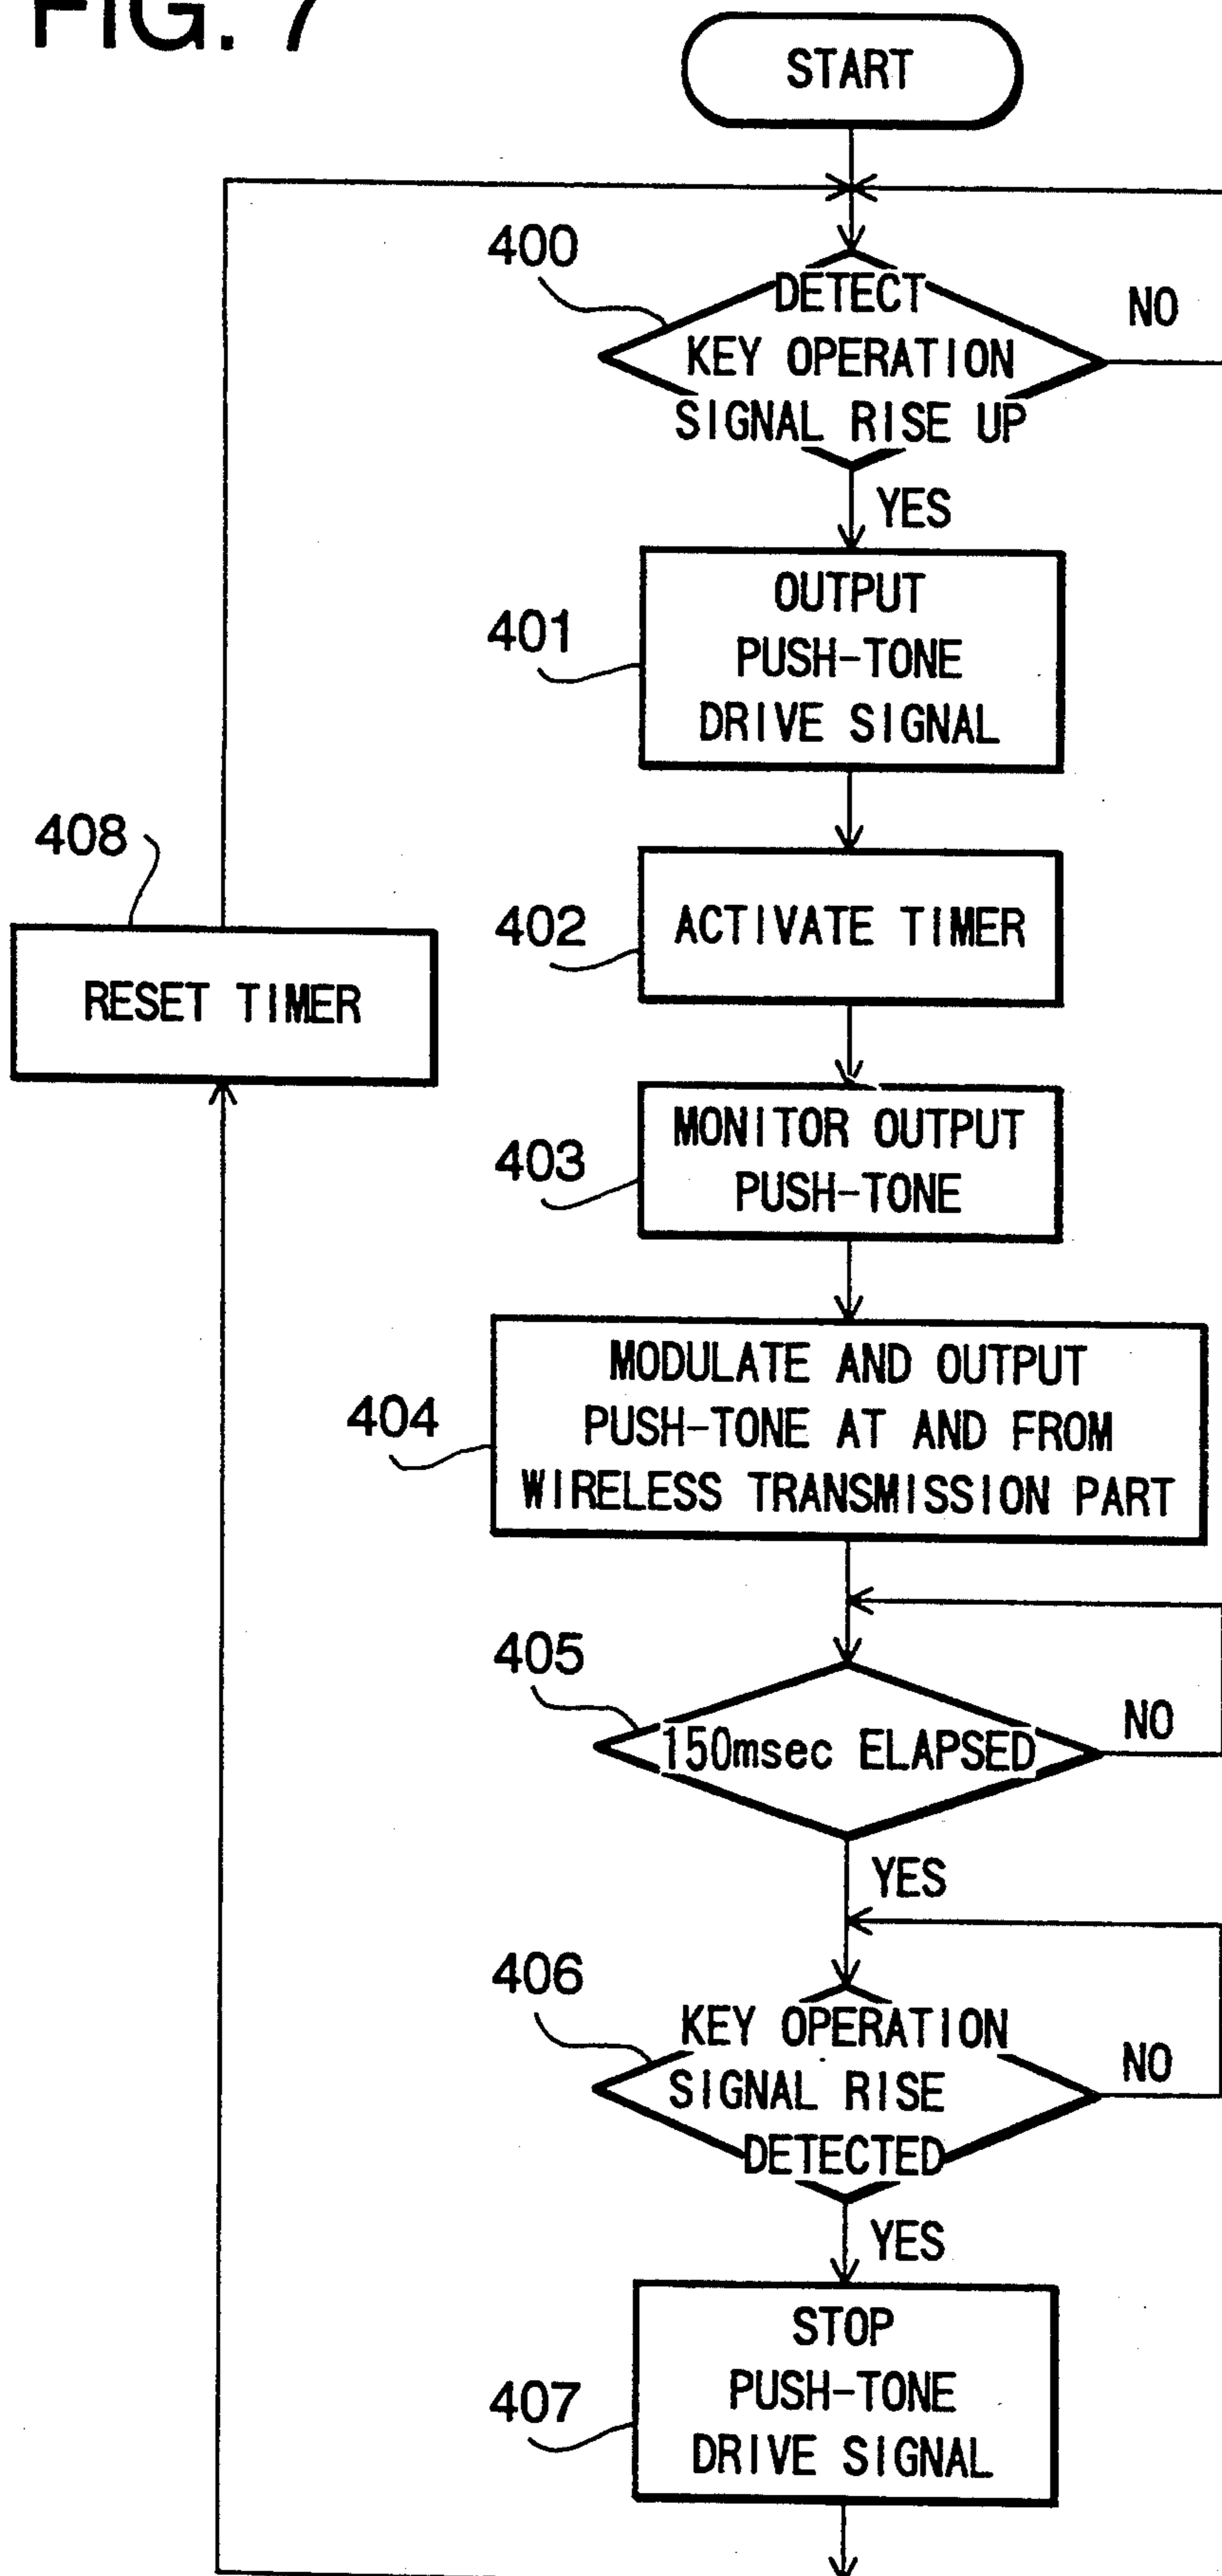 FIG. 7
START
400
DETECT
KEY OPERATION
SIGNAL RISE UP
NO
YES
401
OUTPUT
PUSH-TONE
DRIVE SIGNAL
408
RESET TIMER
402
ACTIVATE TIMER
403
MONITOR OUTPUT
PUSH-TONE
404
MODULATE AND OUTPUT
PUSH-TONE AT AND FROM
WIRELESS TRANSMISSION PART
405
150msec ELAPSED
NO
YES
406
KEY OPERATION
SIGNAL RISE
DETECTED
NO
YES
407
STOP
PUSH-TONE
DRIVE SIGNAL